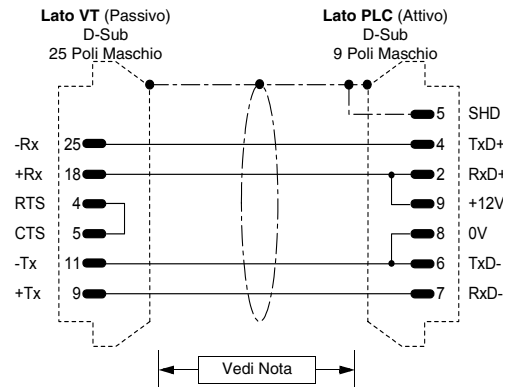 Lato VT (Passivo)
D-Sub
25 Poli Maschio
Lato PLC (Attivo)
D-Sub
9 Poli Maschio
5 SHD
-Rx 25 4 TxD+
+Rx 18 2 RxD+
RTS 4 9 +12V
CTS 5 8 0V
-Tx 11 6 TxD-
+Tx 9 7 RxD-
Vedi Nota